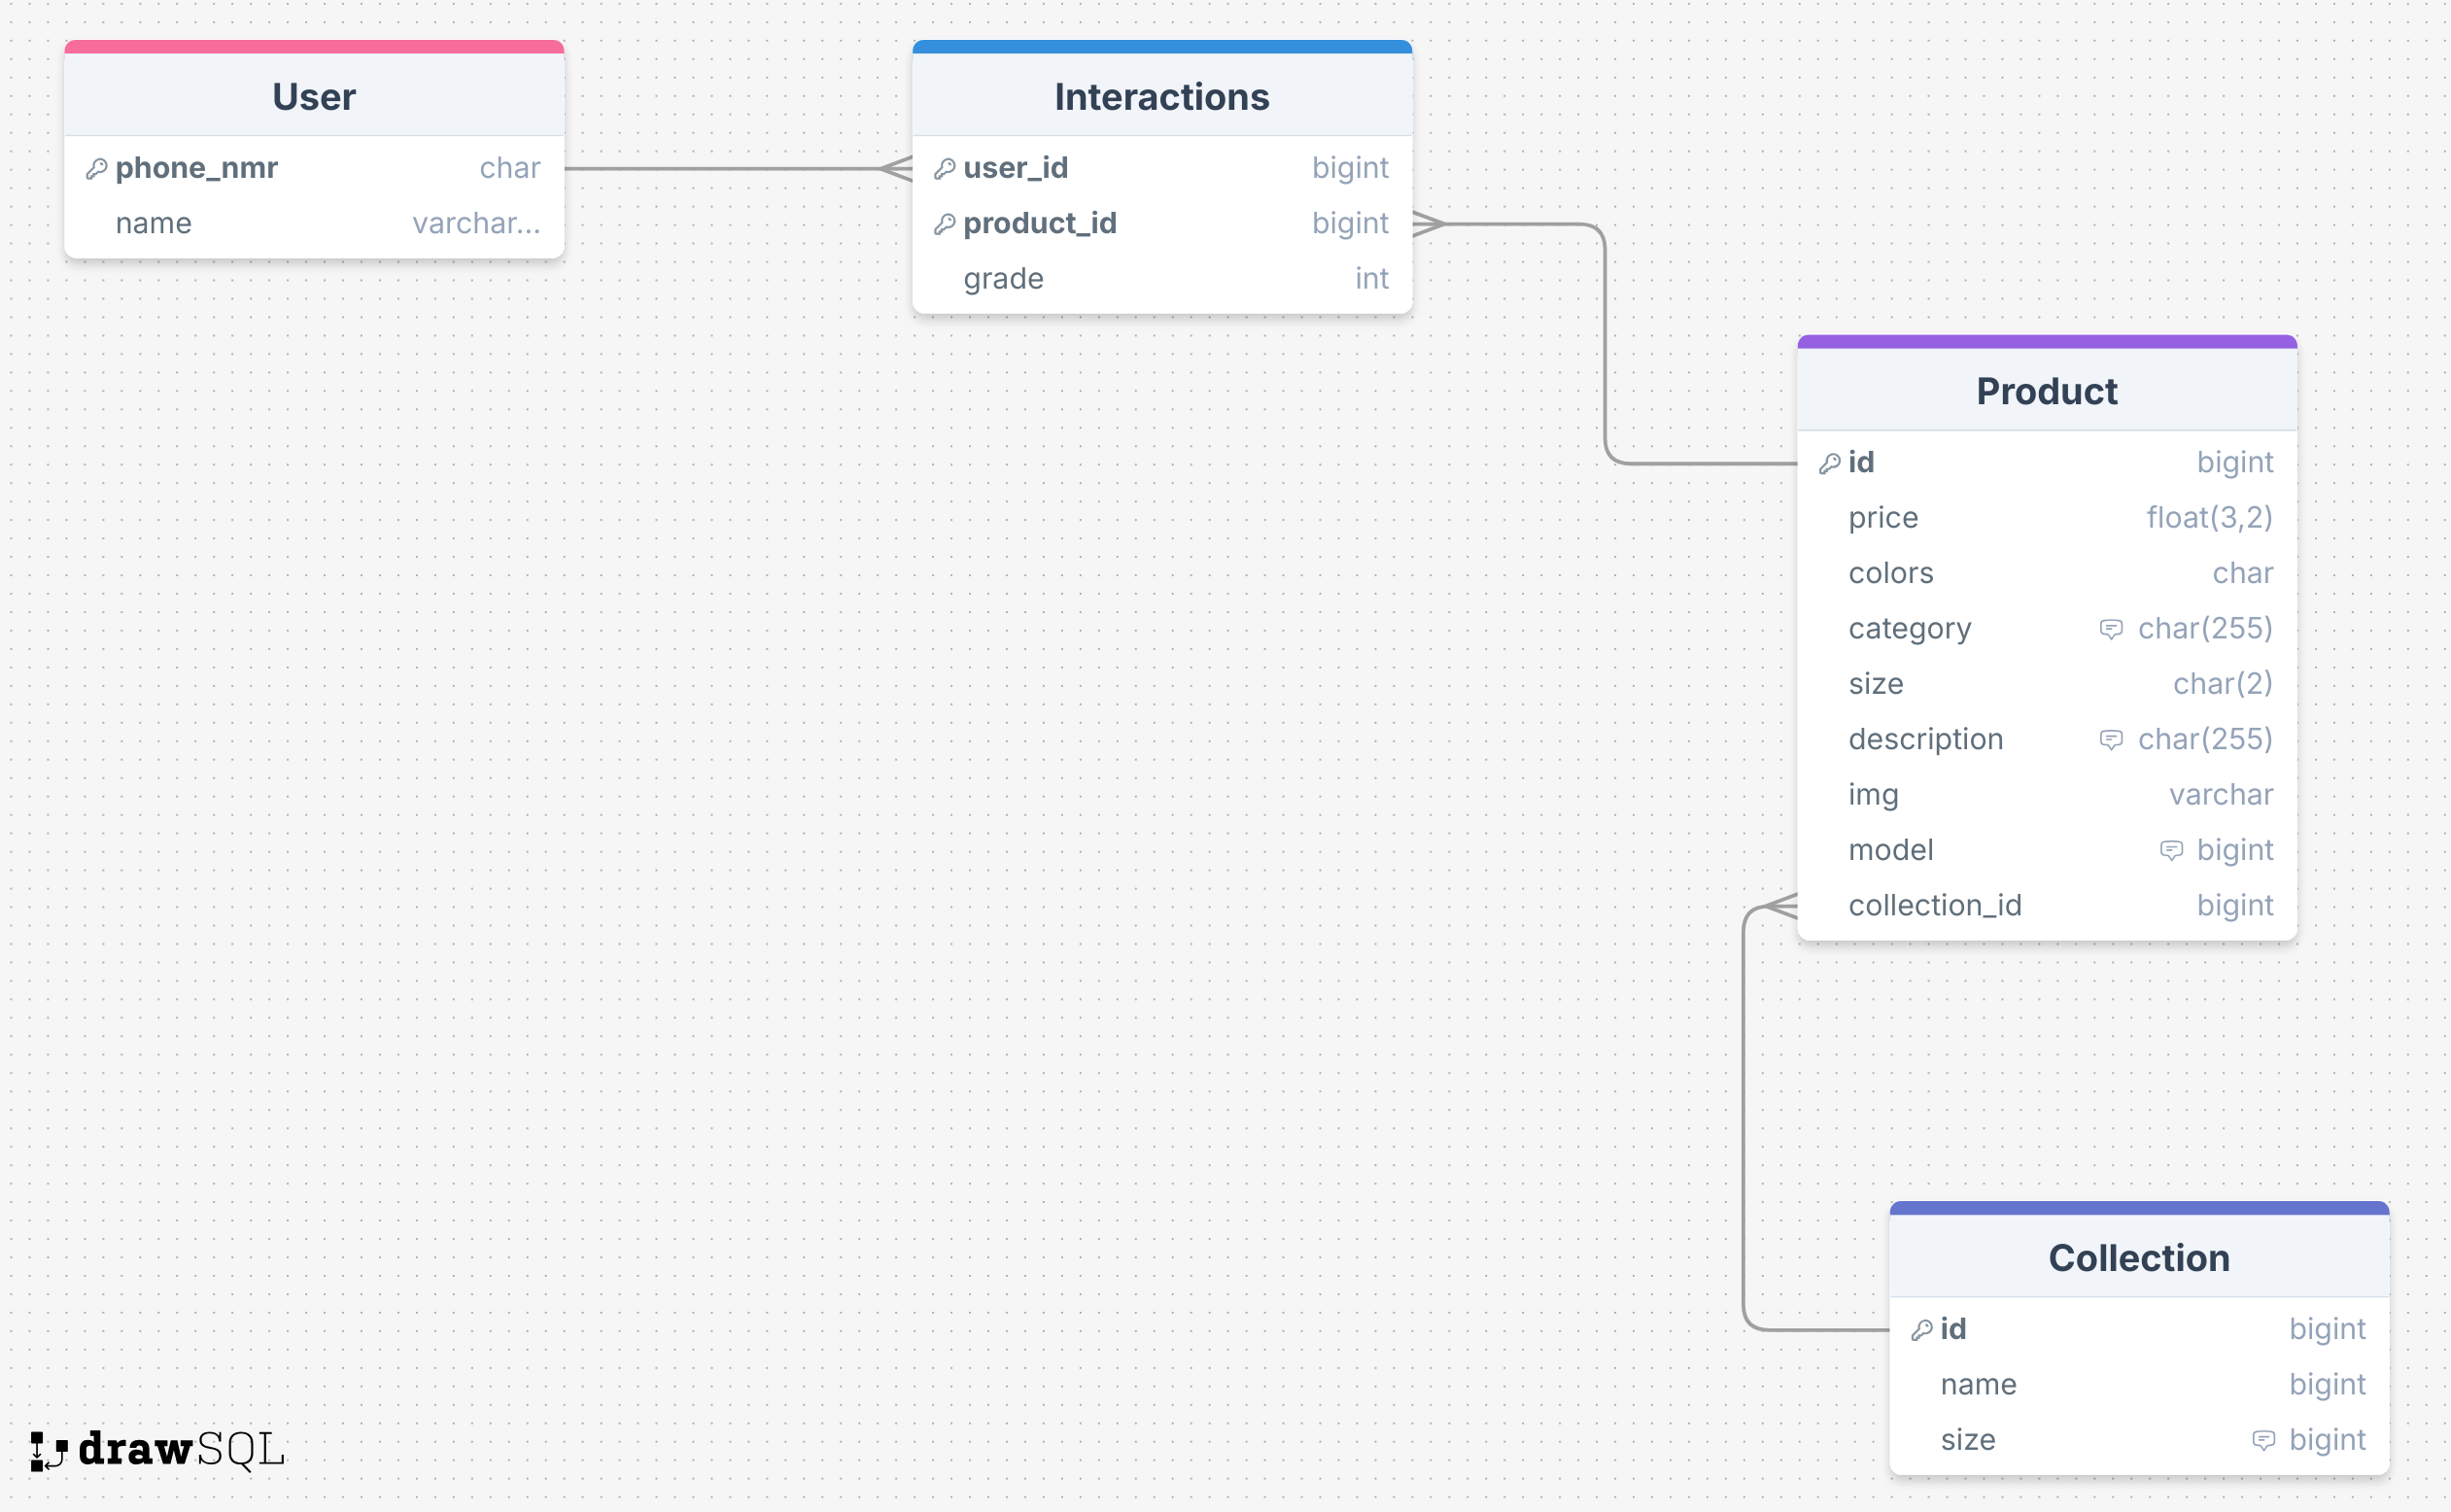 User
phone_nmr char
name varchar...
Interactions
user_id bigint
product_id bigint
grade int
Product
id bigint
price float(3,2)
colors char
category char(255)
size char(2)
description char(255)
img varchar
model bigint
collection_id bigint
Collection
id bigint
name bigint
size bigint
drawSQL